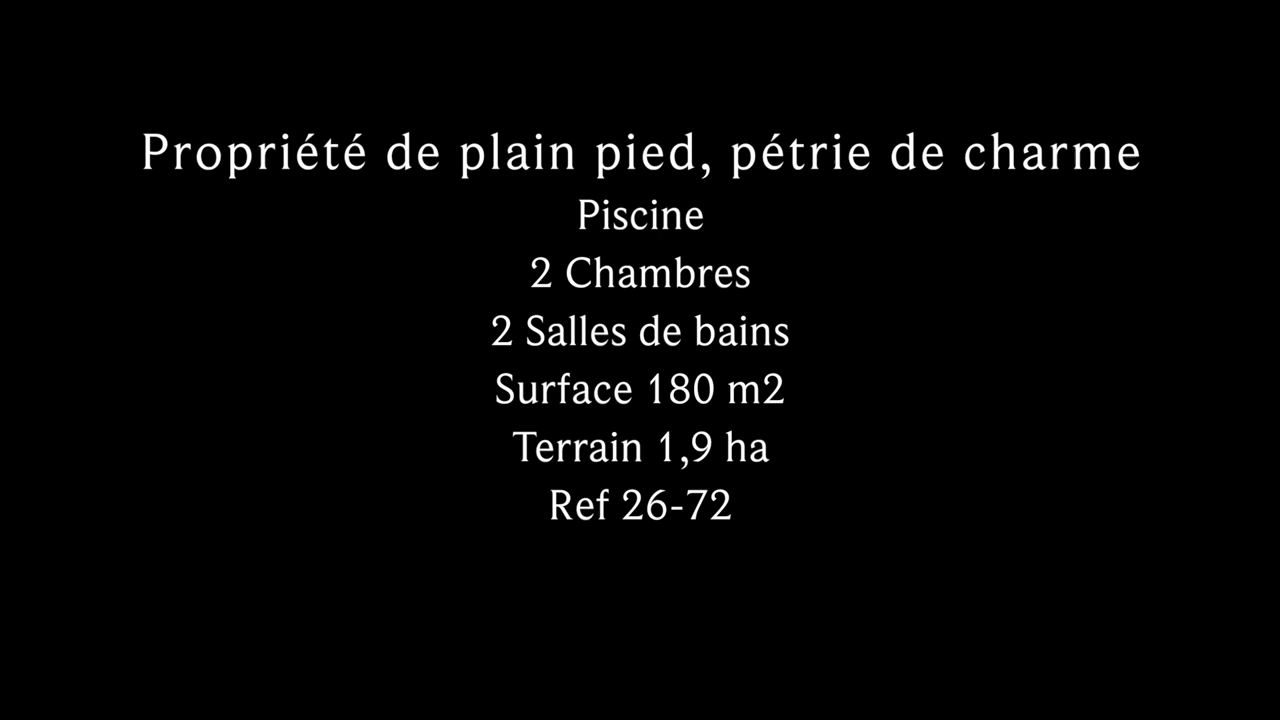 Propriété de plain pied, pétrie de charme
Piscine
2 Chambres
2 Salles de bains
Surface 180 m2
Terrain 1,9 ha
Ref 26-72